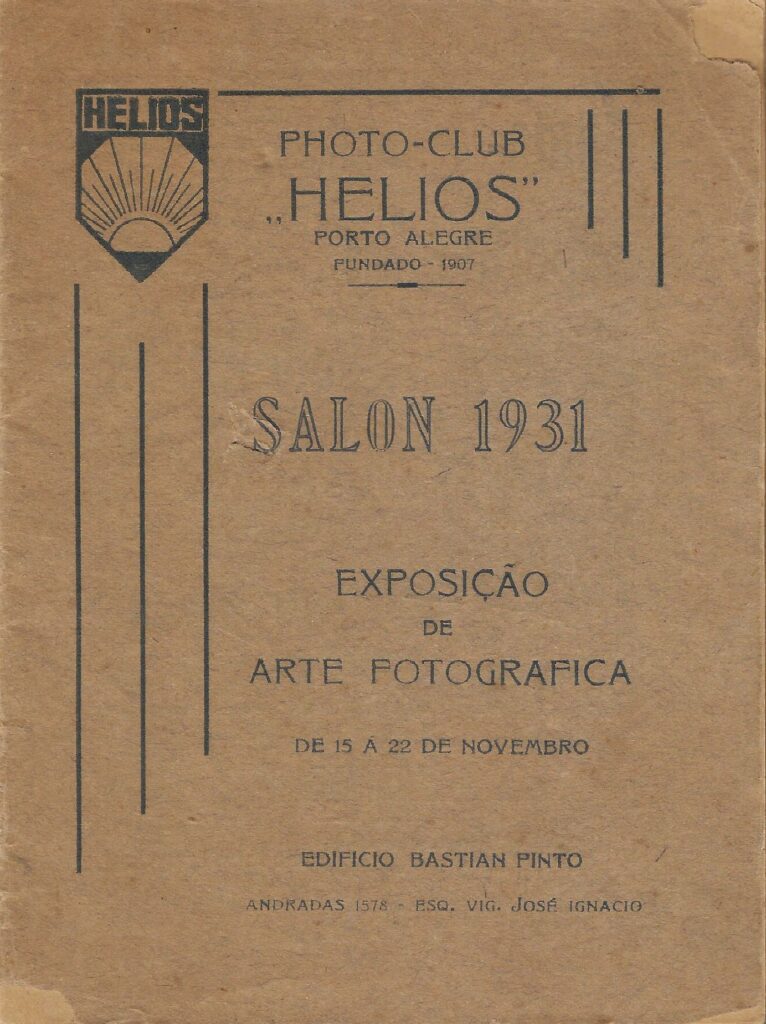 HELIOS
PHOTO-CLUB
„HELIOS”
PORTO ALEGRE
FUNDADO - 1907
SALON 1931
EXPOSIÇÃO
DE
ARTE FOTOGRAFICA
DE 15 Á 22 DE NOVEMBRO
EDIFICIO BASTIAN PINTO
ANDRADAS 1578 - ESQ. VIG. JOSÉ IGNACIO